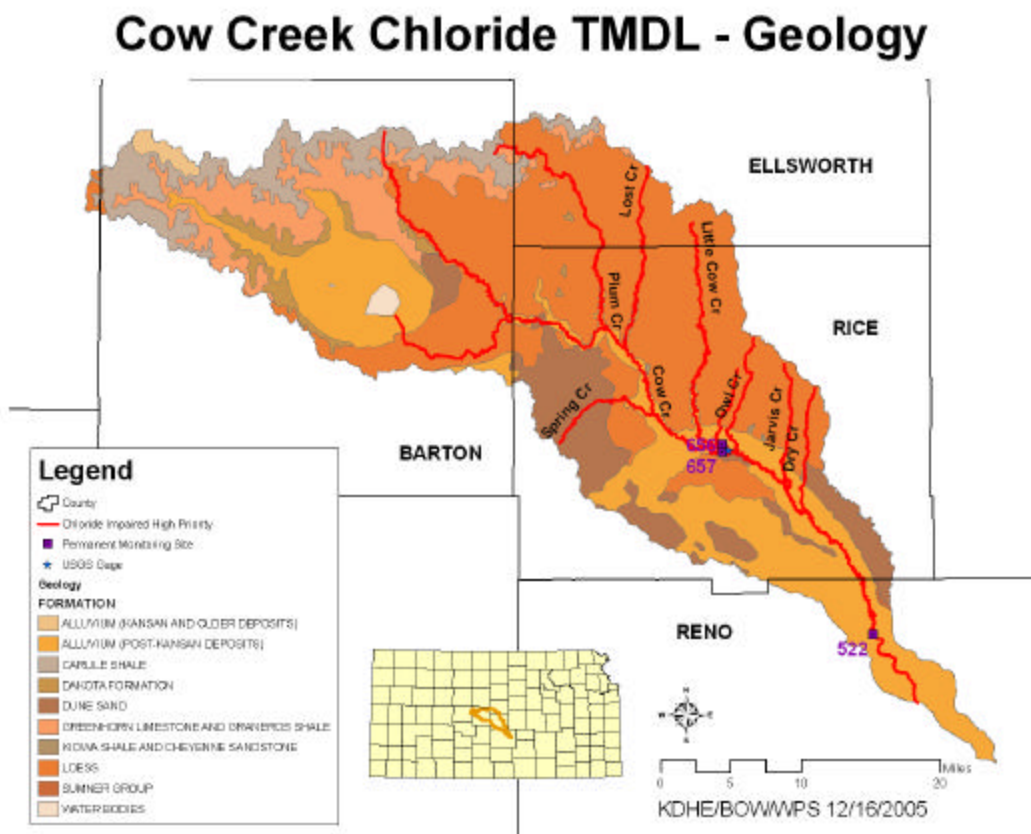 Cow Creek Chloride TMDL - Geology
ELLSWORTH
Lost Cr
Little Cow Cr
Plum Cr
RICE
Cow Cr
Owl Cr
Jarvis Cr
Dry Cr
Spring Cr
BARTON
657
RENO
522
Legend
County
Chloride Impaired High Priority
Permanent Monitoring Site
USGS Gage
Geology
FORMATION
ALLUVIUM (KANSAN AND OLDER DEPOSITS)
ALLUVIUM (POST-KANSAN DEPOSITS)
CARLILE SHALE
DAKOTA FORMATION
DUNE SAND
GREENHORN LIMESTONE AND GRANEROS SHALE
KIOWA SHALE AND CHEYENNE SANDSTONE
LOESS
SUMNER GROUP
WATER BODIES
N
W E
S
0 5 10 20 Miles
KDHE/BOW/WPS 12/16/2005